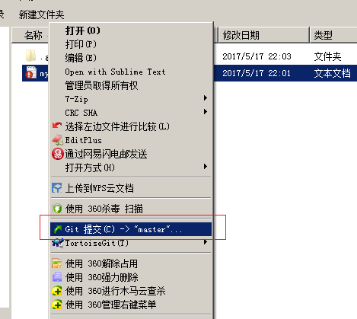 新建文件夹
名称 修改日期 类型
2017/5/17 22:03 文件夹
my 2017/5/17 22:01 文本文档
打开(O)
打印(P)
编辑(E)
Open with Sublime Text
管理员取得所有权
7-Zip
CRC SHA
选择左边文件进行比较(L)
EditPlus
通过网易闪电邮发送
打开方式(H)
上传到WPS云文档
使用 360杀毒 扫描
Git 提交(C) -> "master"...
TortoiseGit(T)
使用 360解除占用
使用 360强力删除
使用 360进行木马云查杀
使用 360管理右键菜单